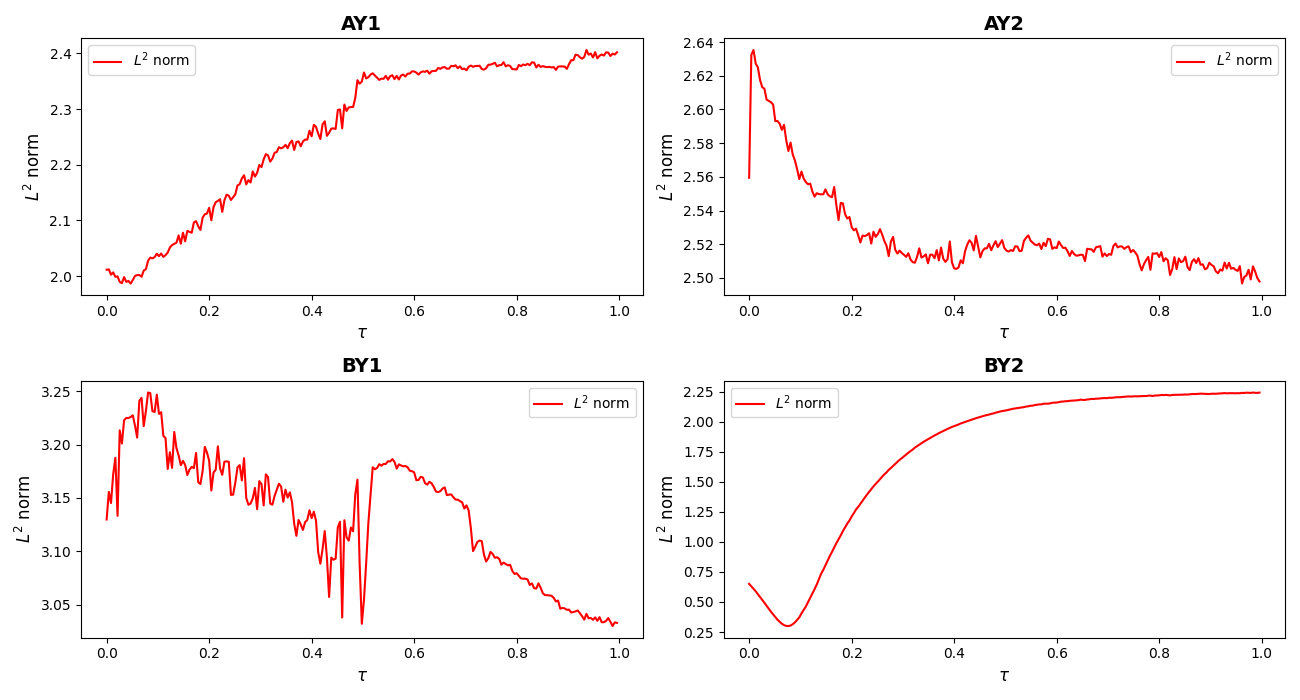 AY1
L² norm
2.4
2.3
2.2
2.1
2.0
L² norm
0.0 0.2 0.4 0.6 0.8 1.0
τ
AY2
L² norm
2.64
2.62
2.60
2.58
2.56
2.54
2.52
2.50
L² norm
0.0 0.2 0.4 0.6 0.8 1.0
τ
BY1
L² norm
3.25
3.20
3.15
3.10
3.05
L² norm
0.0 0.2 0.4 0.6 0.8 1.0
τ
BY2
L² norm
2.25
2.00
1.75
1.50
1.25
1.00
0.75
0.50
0.25
L² norm
0.0 0.2 0.4 0.6 0.8 1.0
τ